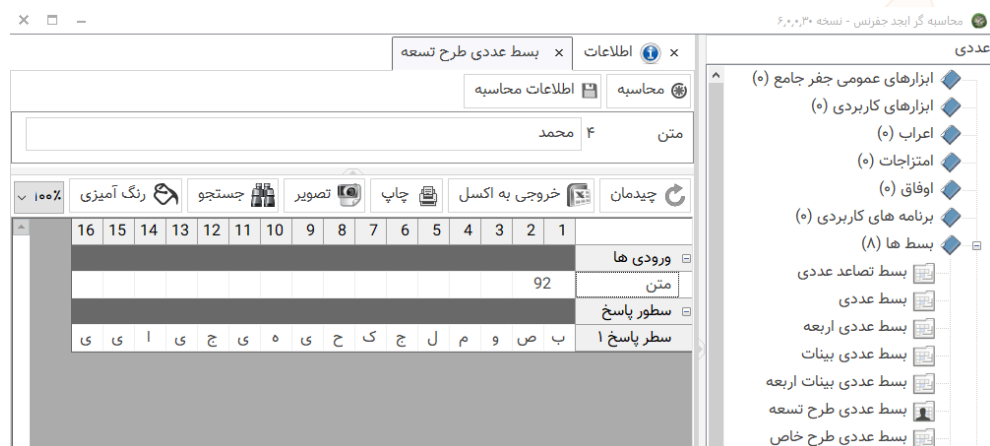 محاسبه گر ابجد جفرنس - نسخه ۶,۰,۰,۳۰
عددی
ابزارهای عمومی جفر جامع (۰)
ابزارهای کاربردی (۰)
اعراب (۰)
امتزاجات (۰)
اوفاق (۰)
برنامه های کاربردی (۰)
بسط ها (۸)
بسط تصاعد عددی
بسط عددی
بسط عددی اربعه
بسط عددی بینات
بسط عددی بینات اربعه
بسط عددی طرح تسعه
بسط عددی طرح خاص
اطلاعات بسط عددی طرح تسعه
محاسبه اطلاعات محاسبه
متن ۴ محمد
چیدمان خروجی به اکسل چاپ تصویر جستجو رنگ آمیزی ۱۰۰٪
1 2 3 4 5 6 7 8 9 10 11 12 13 14 15 16
ورودی ها
متن 92
سطور پاسخ
سطر پاسخ ۱ ب ص و م ل ج ک ح ی ه ی ج ی ا ی ی